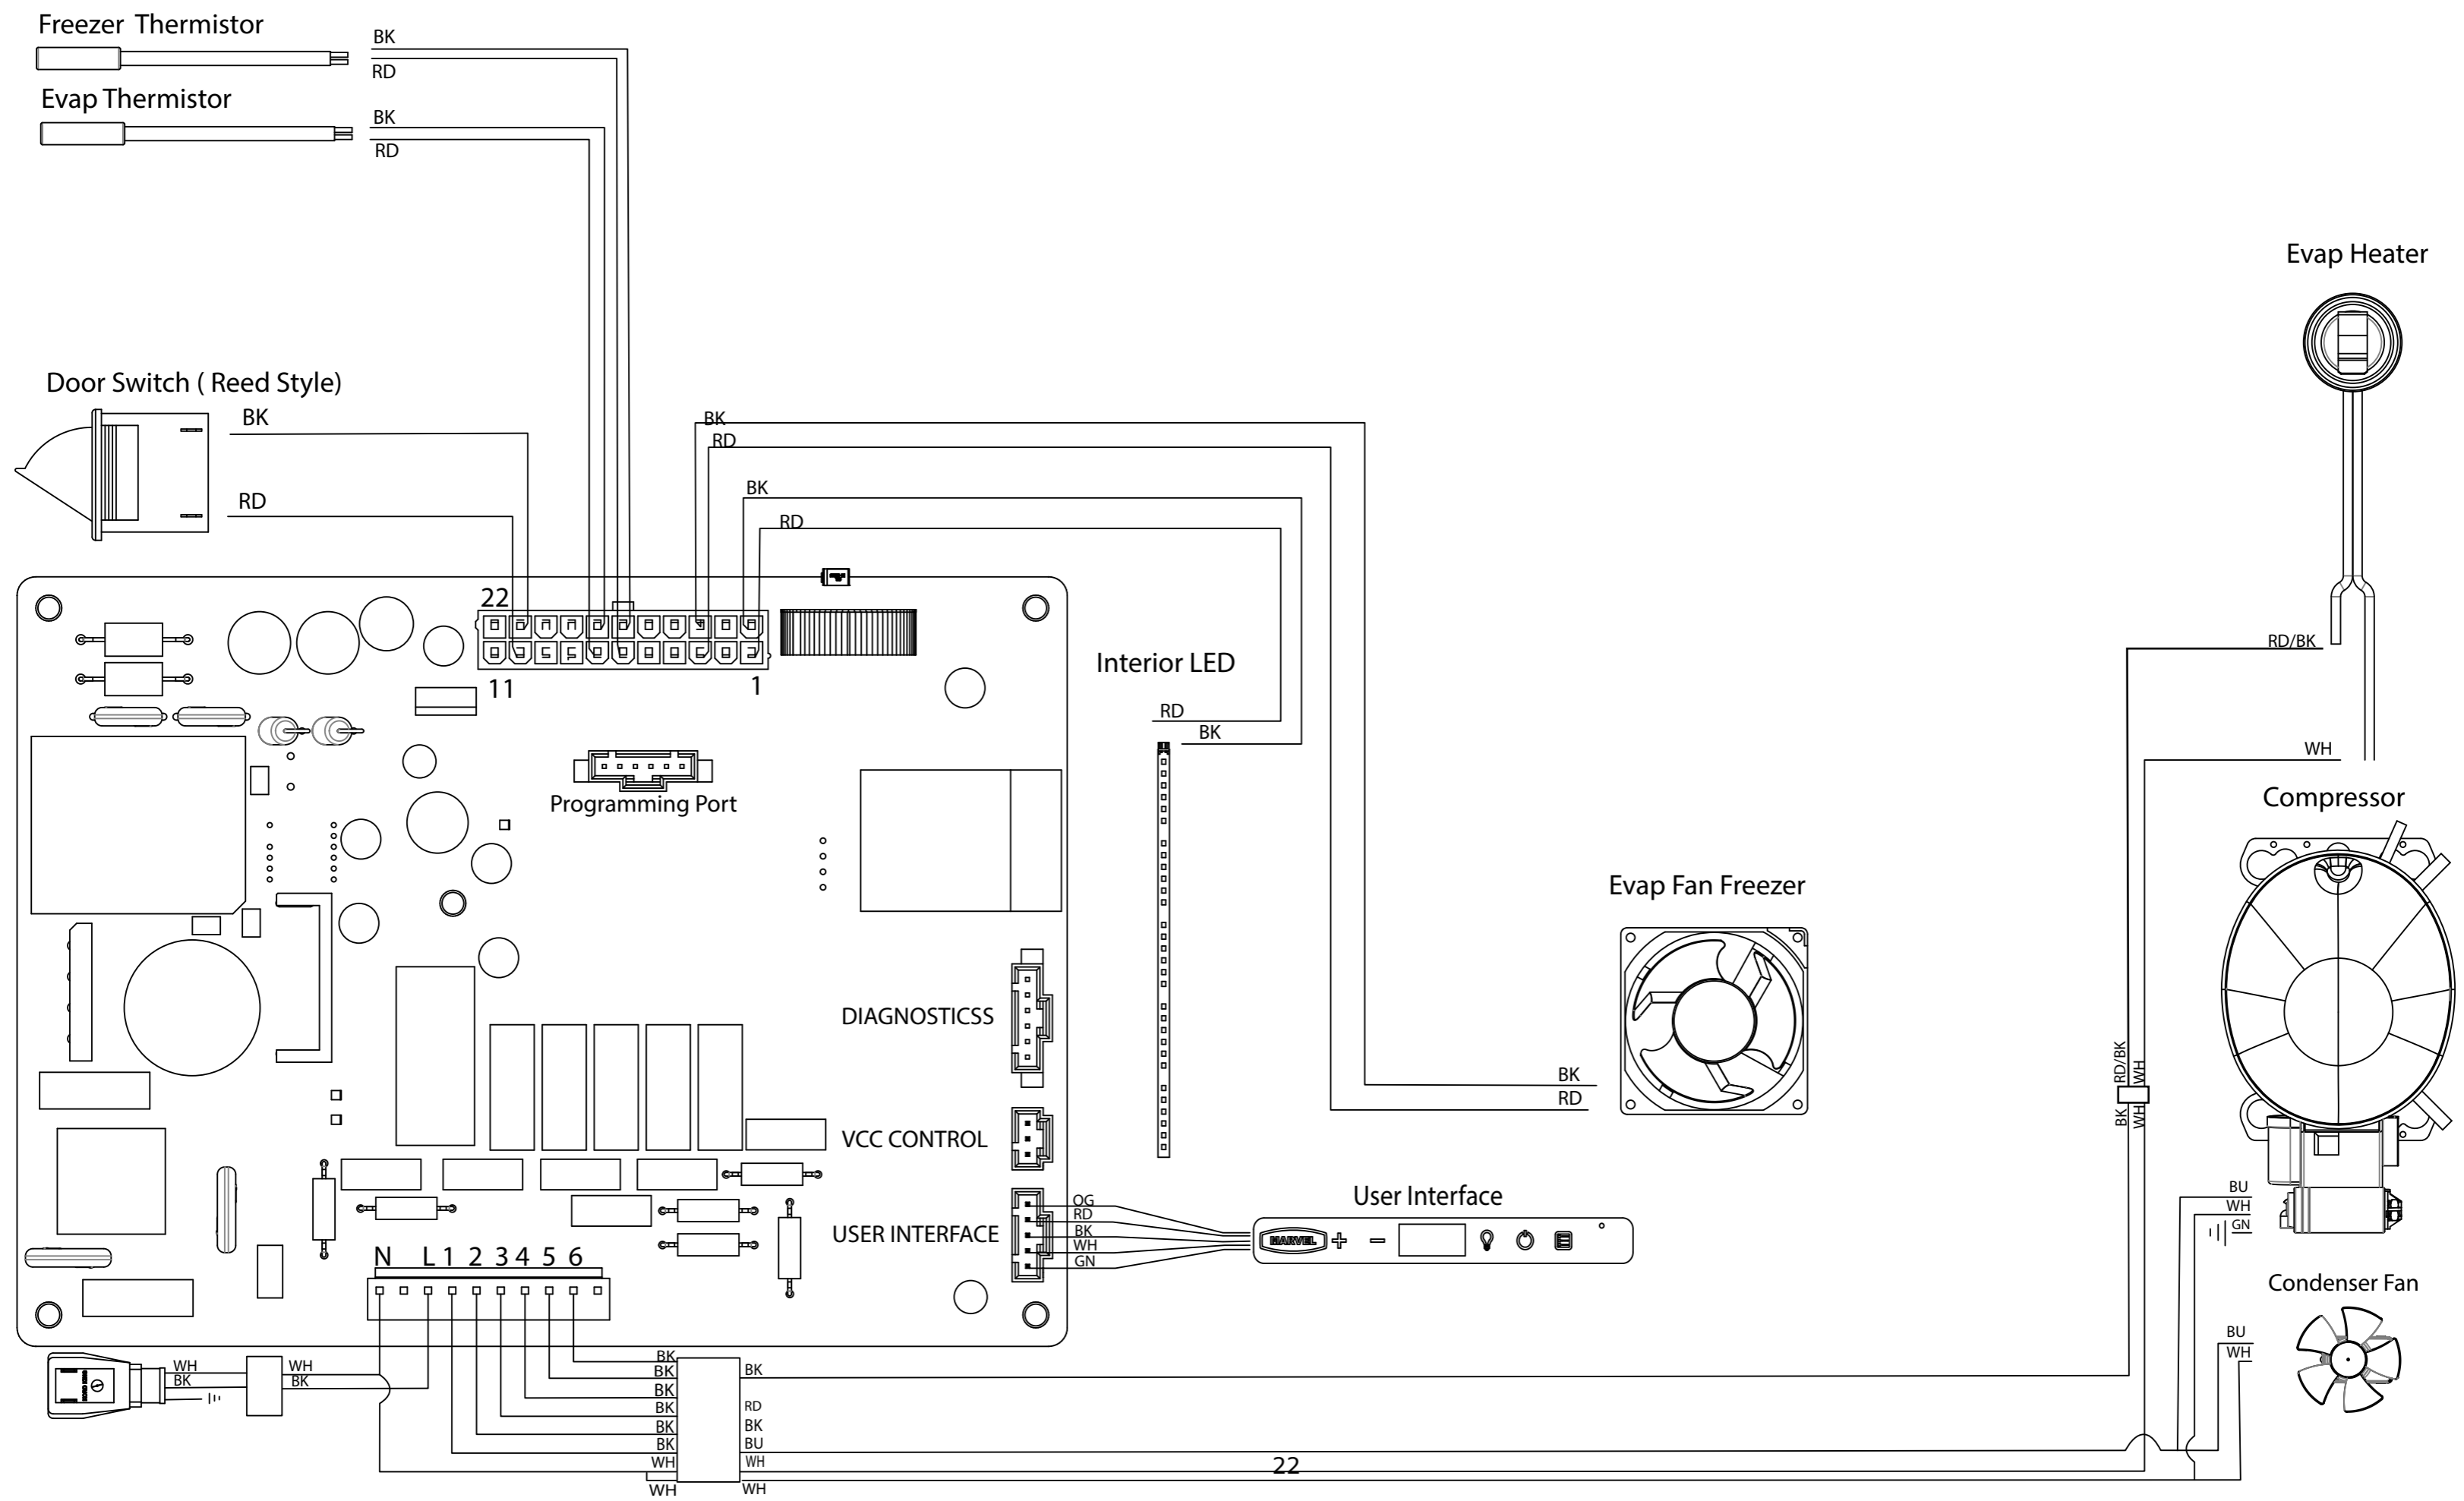 Freezer Thermistor
BK
RD
Evap Thermistor
BK
RD
Evap Heater
Door Switch ( Reed Style)
BK
RD
BK
RD
BK
RD
22
11
1
Interior LED
RD
BK
RD/BK
WH
Programming Port
Compressor
Evap Fan Freezer
DIAGNOSTICSS
BK
RD
RD/BK
WH
BK
WH
VCC CONTROL
USER INTERFACE
OG
RD
BK
WH
GN
User Interface
MARVEL
BU
WH
GN
Condenser Fan
BU
WH
N L 1 2 3 4 5 6
WH
BK
WH
BK
BK
BK
BK
BK
BK
BK
WH
WH
BK
RD
BK
BU
WH
WH
22